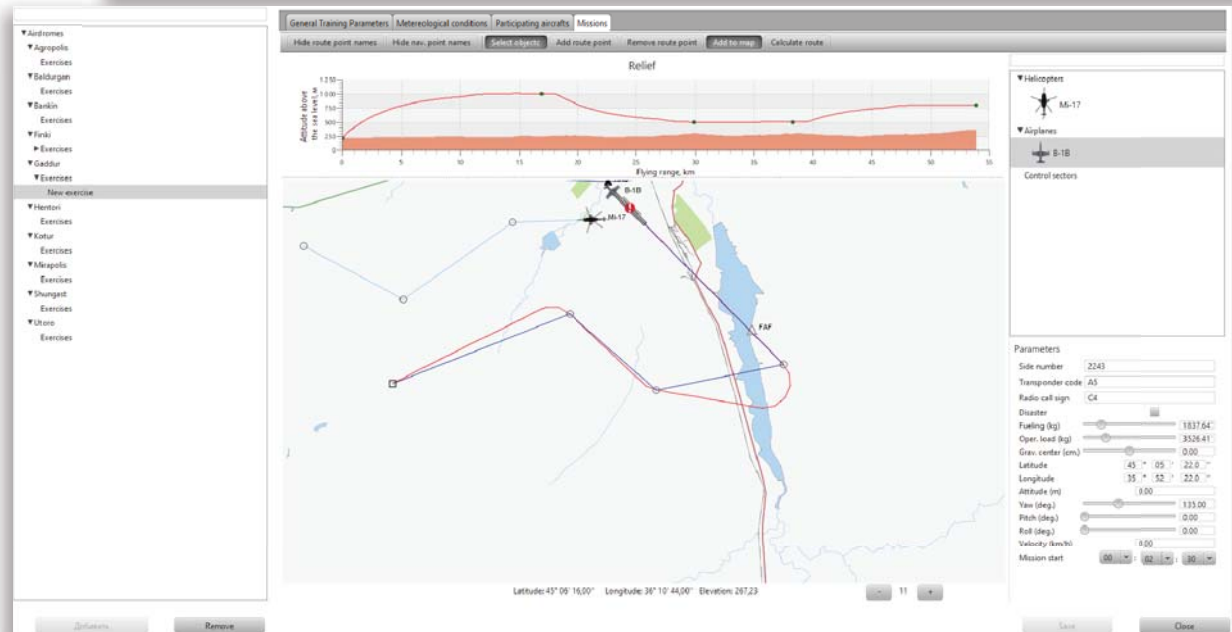 General Training Parameters Metereological conditions Participating aircrafts Missions
Hide route point names Hide nav. point names Select objects Add route point Remove route point Add to map Calculate route
Airdromes
Agropolis
Exercises
Baldurgan
Exercises
Bankin
Exercises
Finki
Exercises
Gaddur
Exercises
New exercise
Hentori
Exercises
Kotur
Exercises
Mirapolis
Exercises
Shungast
Exercises
Utoro
Exercises
Добавить
Remove
Relief
Attitude above
the sea level, м
1 250
1 000
750
500
250
0
0 5 10 15 20 25 30 35 40 45 50 55
Flying range, km
B-1B
Mi-17
FAF
Latitude: 45° 06' 16,00" Longitude: 36° 10' 44,00" Elevation: 267,23
- 11 +
Helicopters
Mi-17
Airplanes
B-1B
Control sectors
Parameters
Side number 2243
Transponder code A5
Radio call sign C4
Disaster
Fueling (kg) 1837.64
Oper. load (kg) 3526.41
Grav. center (cm.) 0.00
Latitude 45 ° 05 ' 22.0 "
Longitude 35 ° 52 ' 22.0 "
Attitude (m) 0.00
Yaw (deg.) 135.00
Pitch (deg.) 0.00
Roll (deg.) 0.00
Velocity (km/h) 0.00
Mission start 00 : 02 : 30
Save
Close